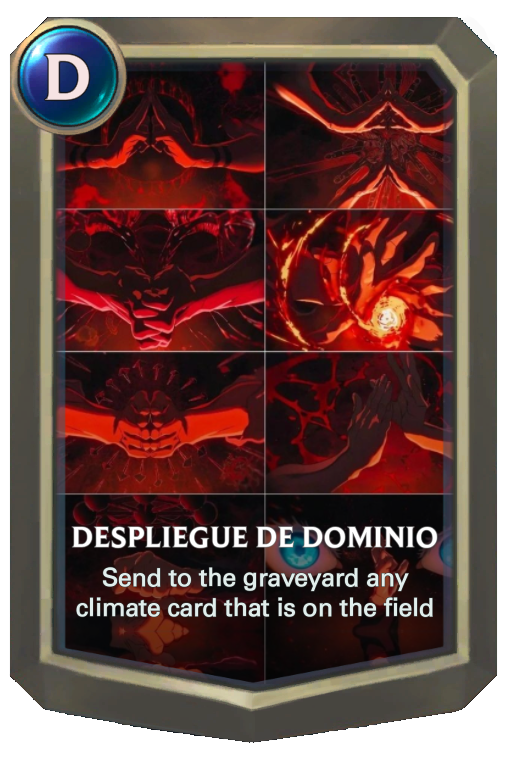 D
DESPLIEGUE DE DOMINIO
Send to the graveyard any
climate card that is on the field